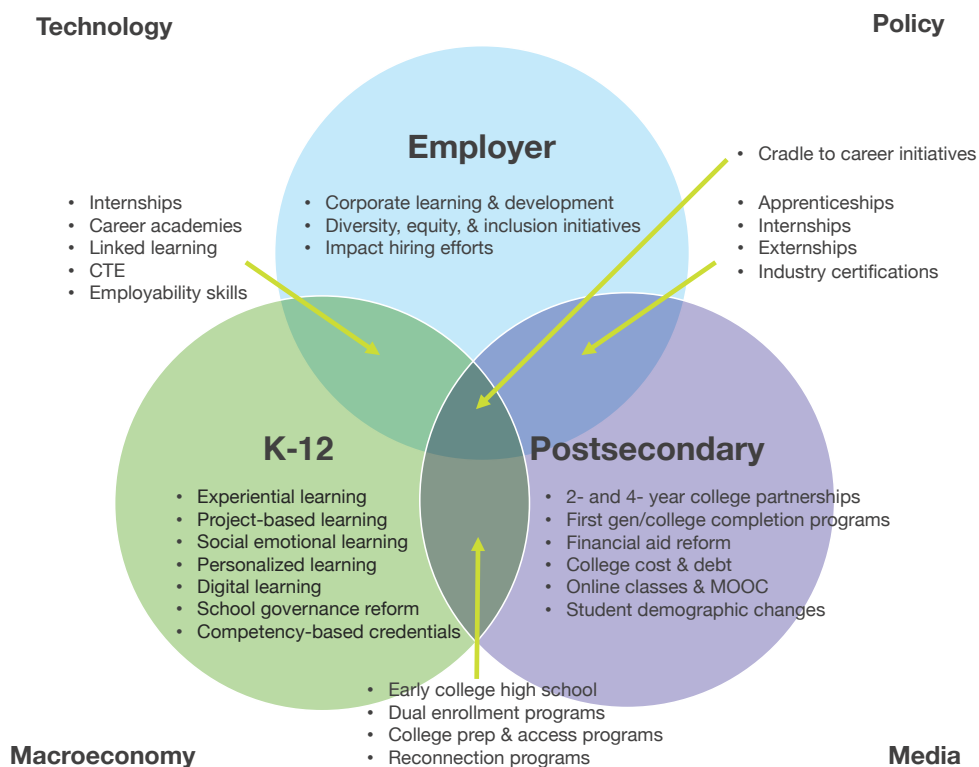 Technology
Policy
Employer
• Cradle to career initiatives
• Internships
• Career academies
• Linked learning
• CTE
• Employability skills
• Corporate learning & development
• Diversity, equity, & inclusion initiatives
• Impact hiring efforts
• Apprenticeships
• Internships
• Externships
• Industry certifications
K-12
• Experiential learning
• Project-based learning
• Social emotional learning
• Personalized learning
• Digital learning
• School governance reform
• Competency-based credentials
Postsecondary
• 2- and 4- year college partnerships
• First gen/college completion programs
• Financial aid reform
• College cost & debt
• Online classes & MOOC
• Student demographic changes
• Early college high school
• Dual enrollment programs
• College prep & access programs
• Reconnection programs
Macroeconomy
Media